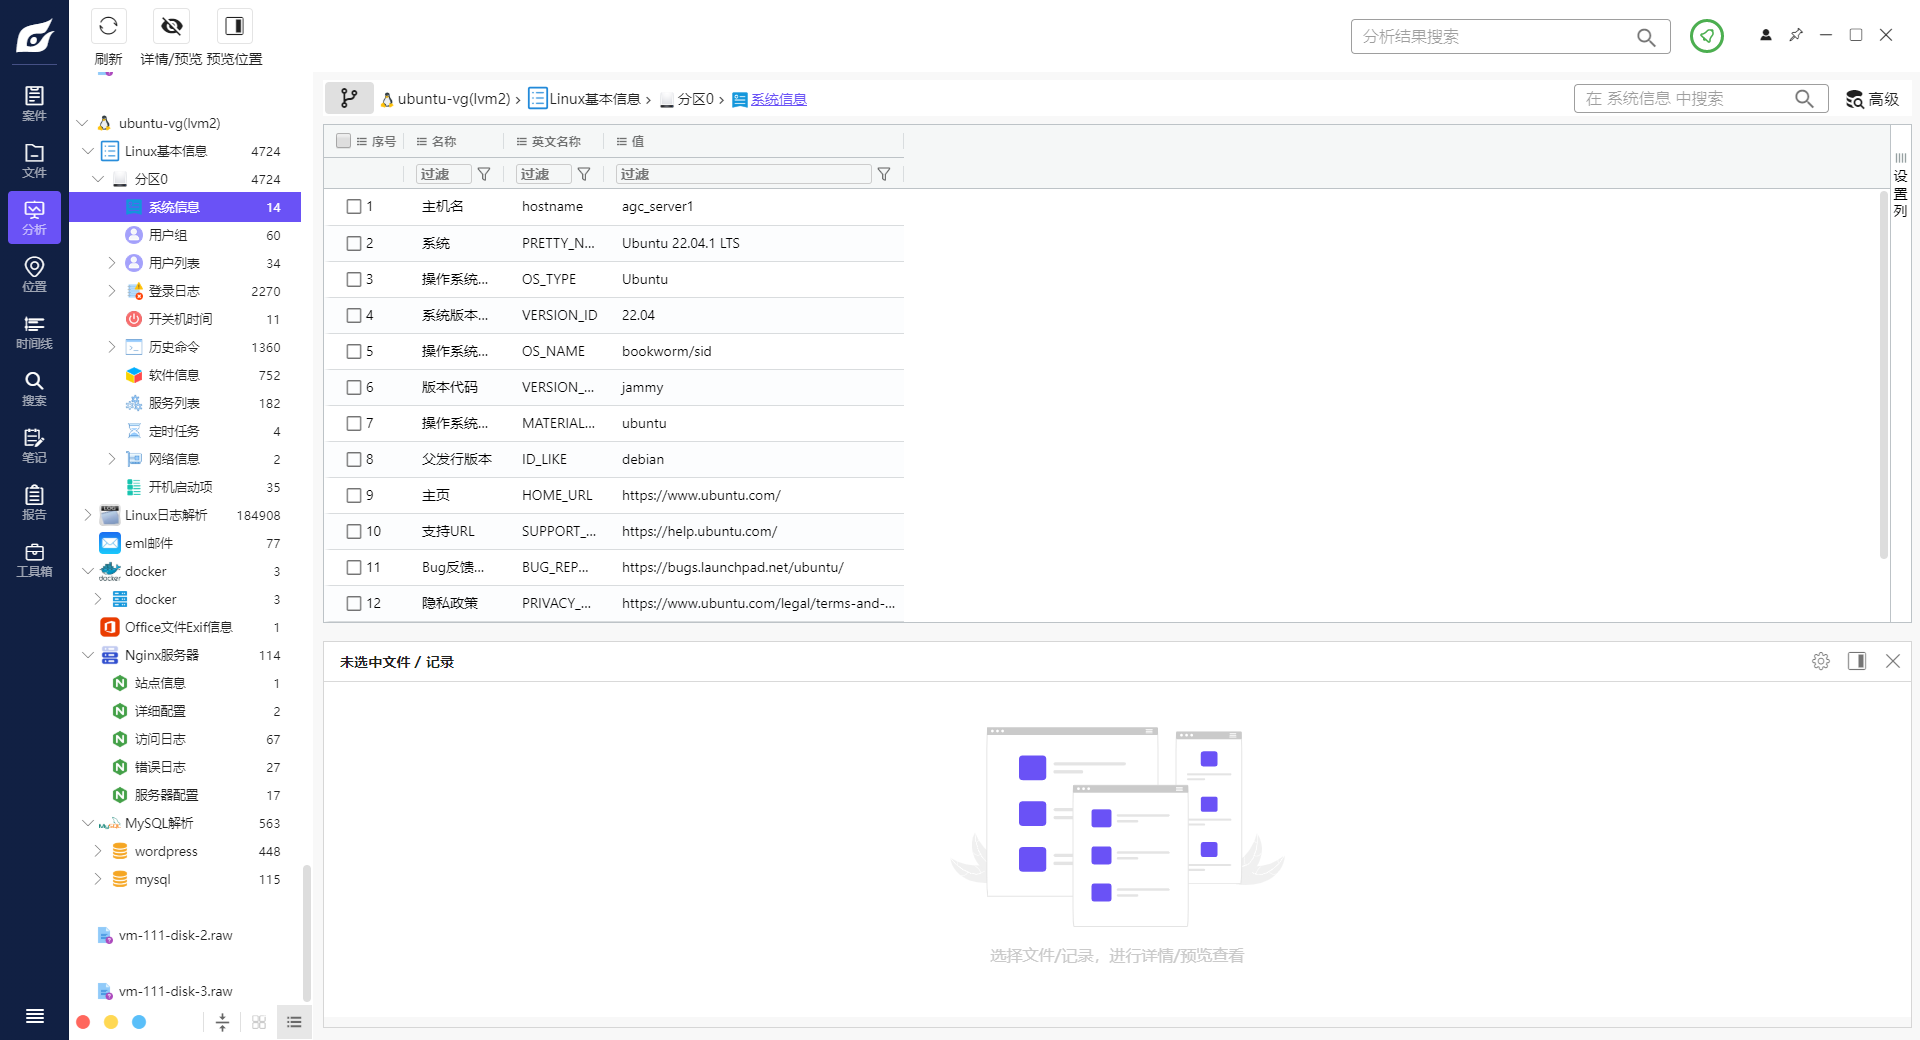 刷新
详情/预览
预览位置
分析结果搜索
案件
文件
分析
位置
时间线
搜索
笔记
报告
工具箱
ubuntu-vg(lvm2)
Linux基本信息 4724
分区0 4724
系统信息 14
用户组 60
用户列表 34
登录日志 2270
开关机时间 11
历史命令 1360
软件信息 752
服务列表 182
定时任务 4
网络信息 2
开机启动项 35
Linux日志解析 184908
eml邮件 77
docker 3
docker 3
Office文件Exif信息 1
Nginx服务器 114
站点信息 1
详细配置 2
访问日志 67
错误日志 27
服务器配置 17
MySQL解析 563
wordpress 448
mysql 115
vm-111-disk-2.raw
vm-111-disk-3.raw
ubuntu-vg(lvm2) › Linux基本信息 › 分区0 › 系统信息
在 系统信息 中搜索
高级
序号 名称 英文名称 值
过滤 过滤 过滤
1 主机名 hostname agc_server1
2 系统 PRETTY_N... Ubuntu 22.04.1 LTS
3 操作系统... OS_TYPE Ubuntu
4 系统版本... VERSION_ID 22.04
5 操作系统... OS_NAME bookworm/sid
6 版本代码 VERSION_... jammy
7 操作系统... MATERIAL... ubuntu
8 父发行版本 ID_LIKE debian
9 主页 HOME_URL https://www.ubuntu.com/
10 支持URL SUPPORT_... https://help.ubuntu.com/
11 Bug反馈... BUG_REP... https://bugs.launchpad.net/ubuntu/
12 隐私政策 PRIVACY_... https://www.ubuntu.com/legal/terms-and-...
设置列
未选中文件 / 记录
选择文件/记录，进行详情/预览查看